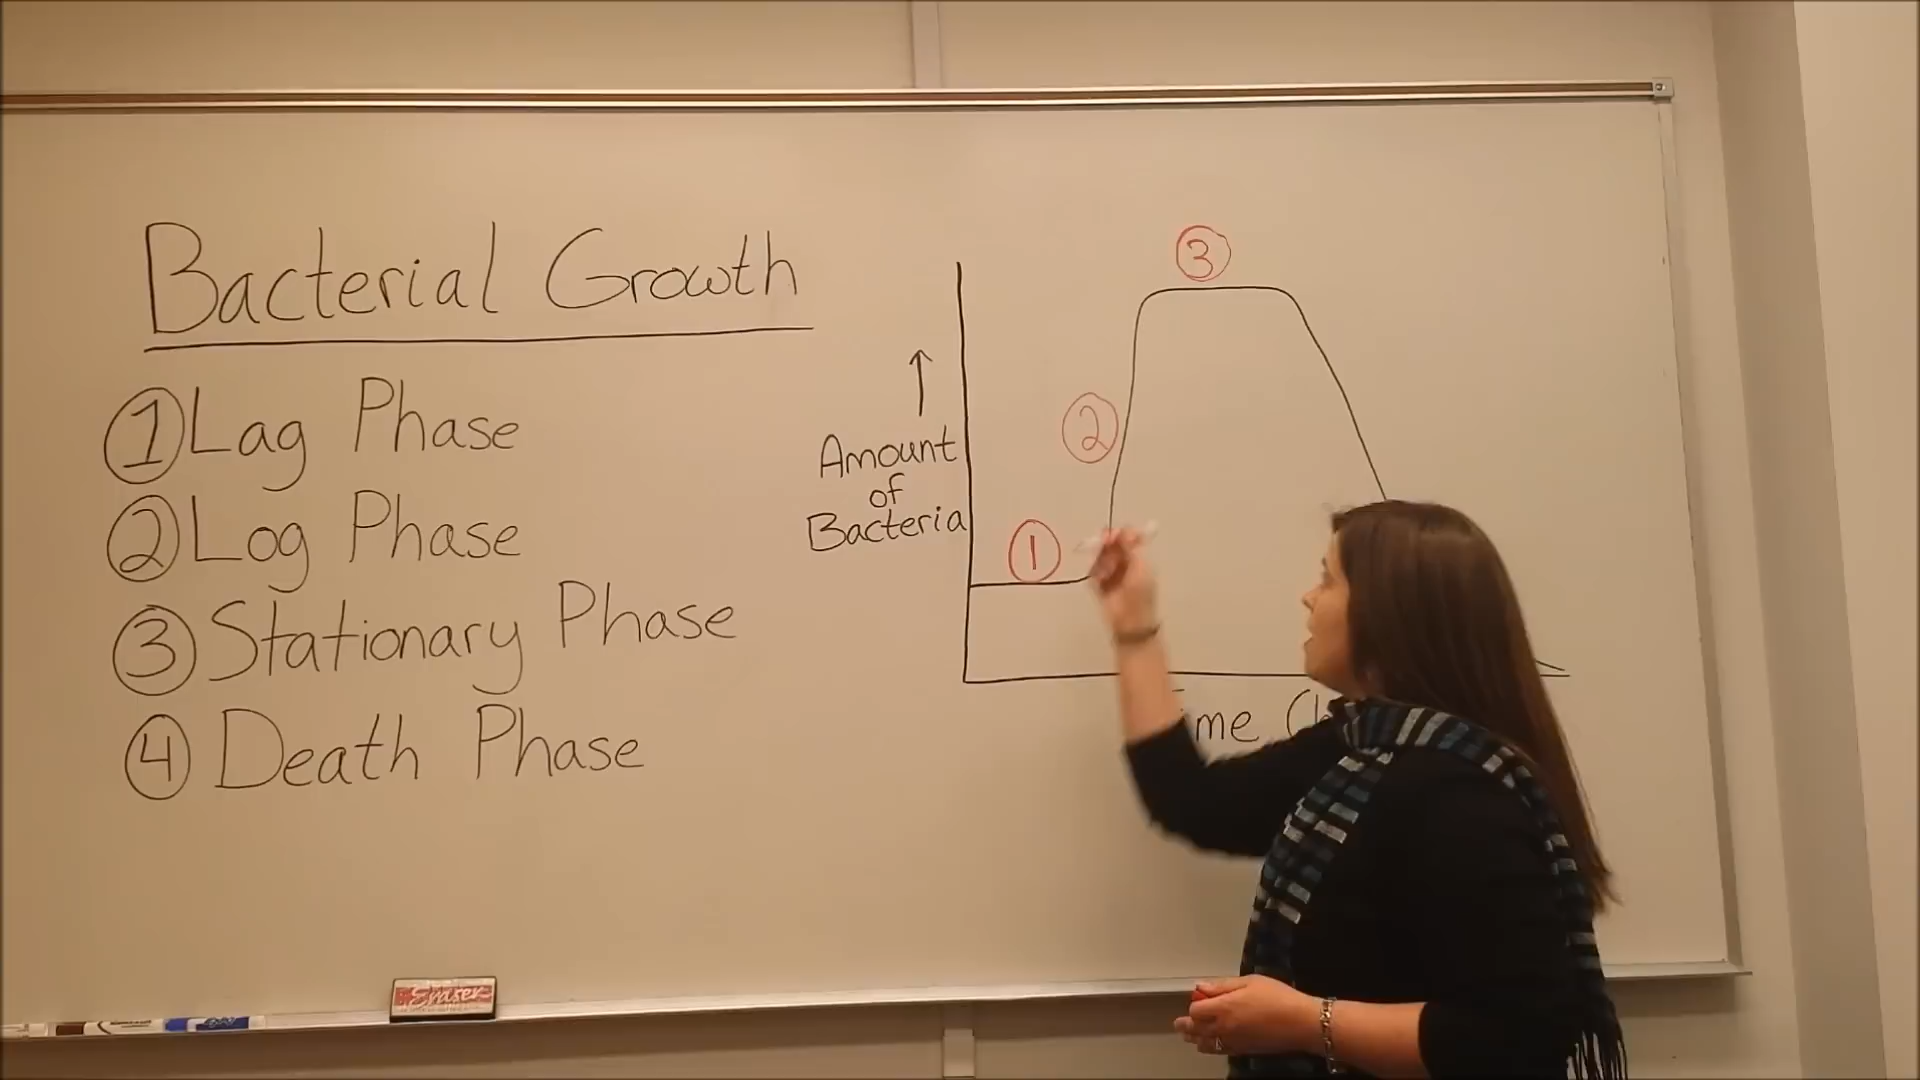 Bacterial Growth
① Lag Phase
② Log Phase
③ Stationary Phase
④ Death Phase
↑
Amount
of
Bacteria
①
②
③
Eraser